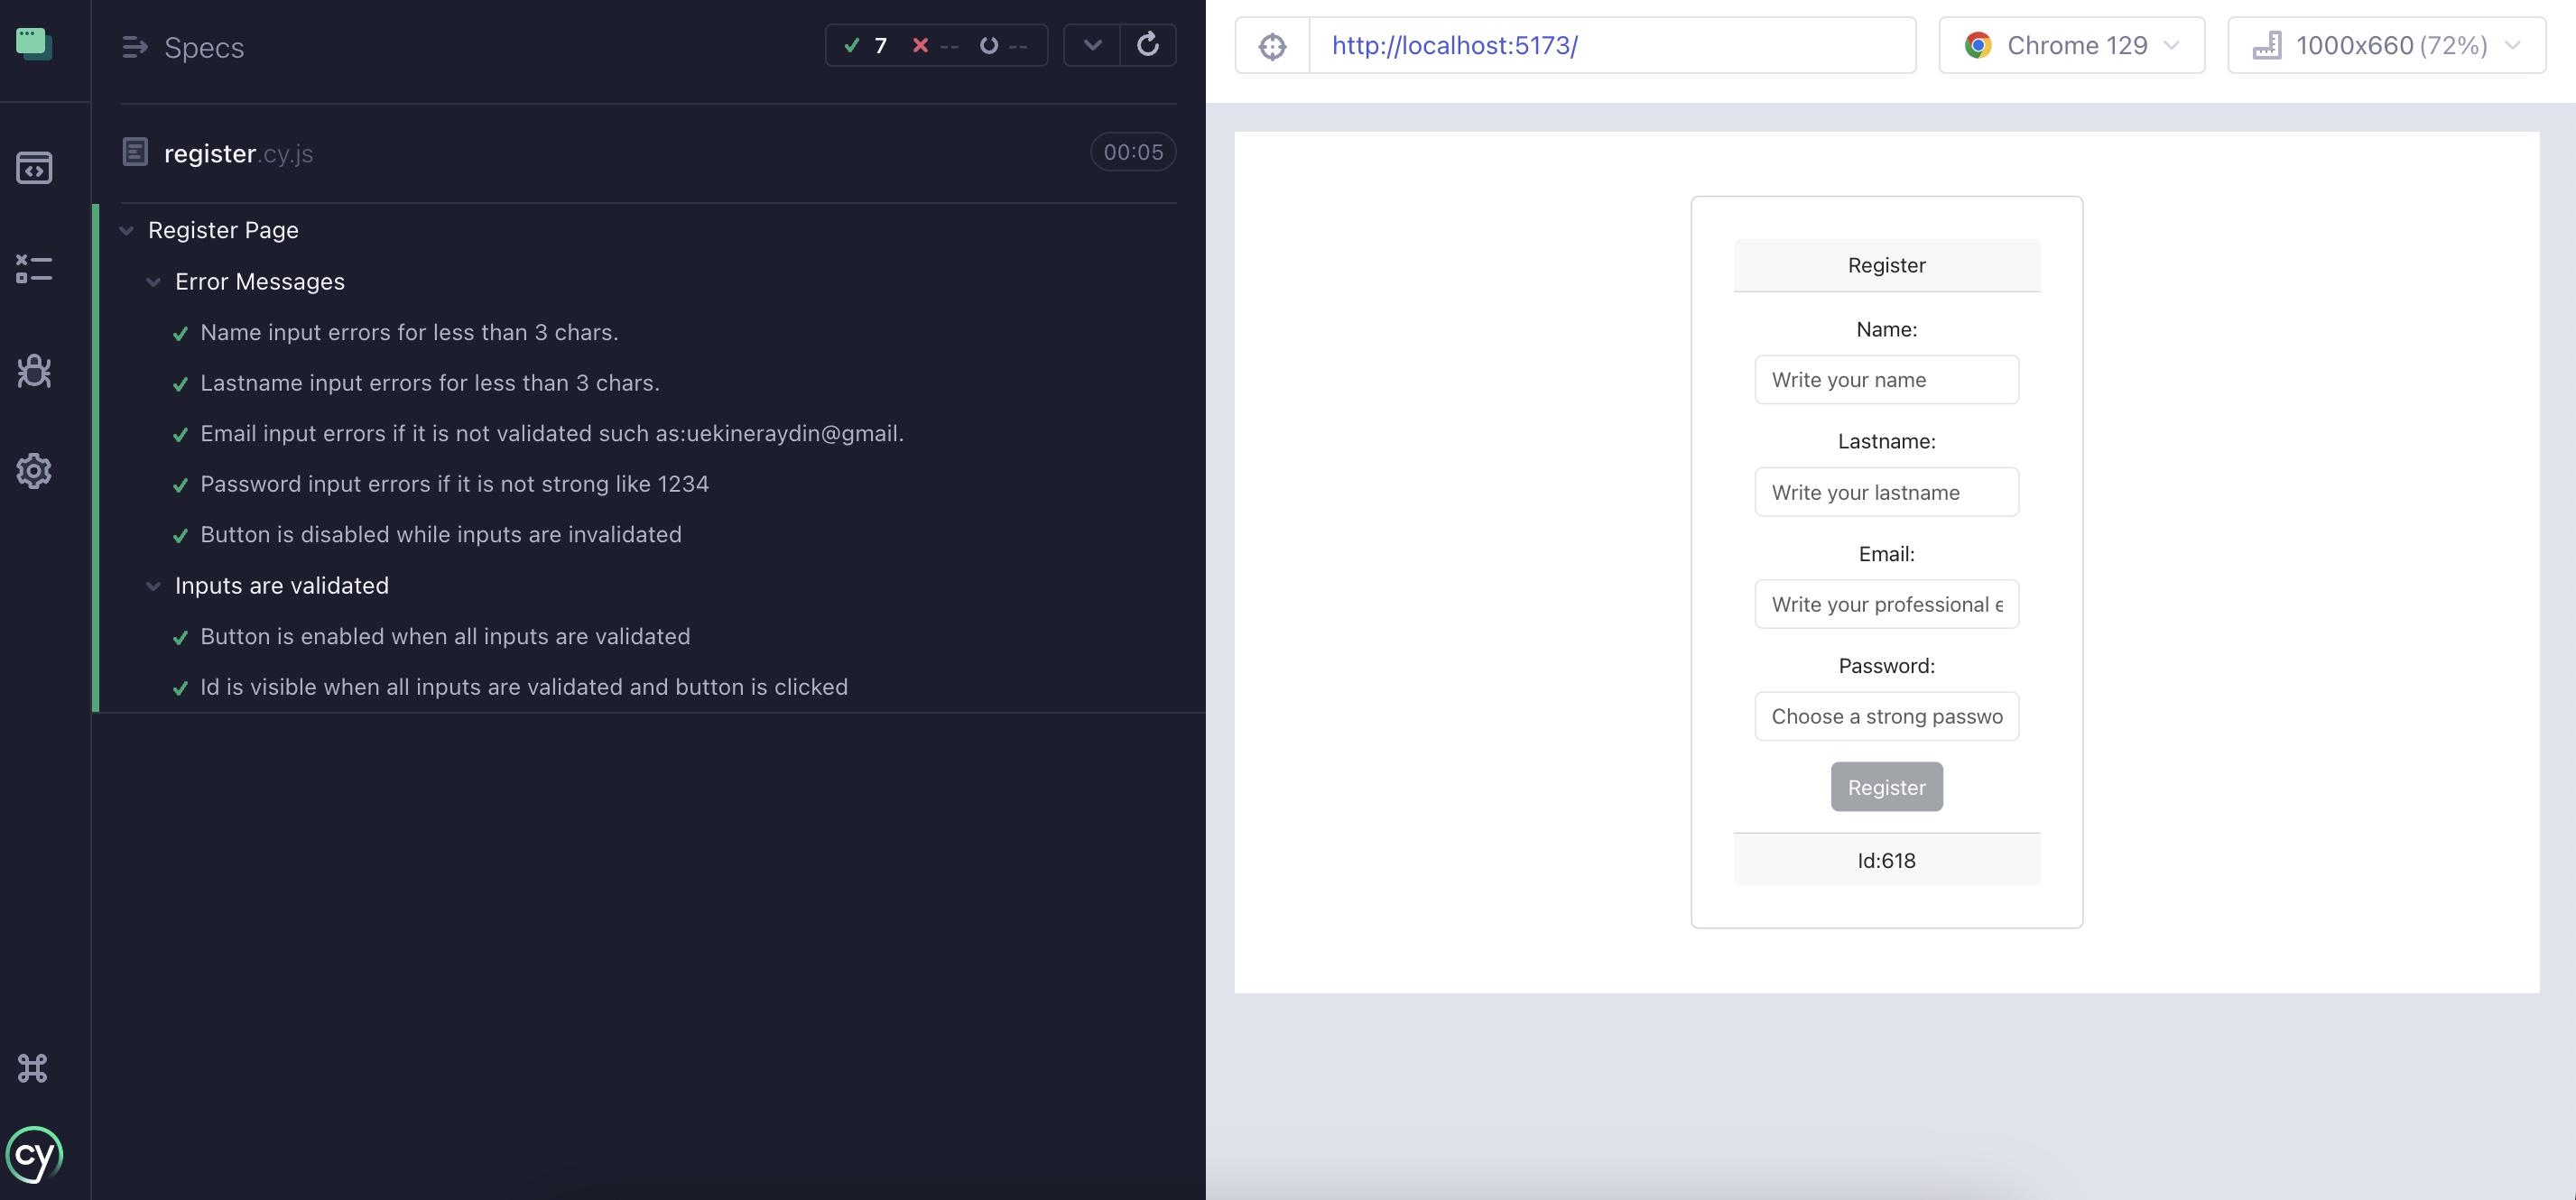 Specs
7 -- --
register.cy.js
00:05
Register Page
Error Messages
Name input errors for less than 3 chars.
Lastname input errors for less than 3 chars.
Email input errors if it is not validated such as:uekineraydin@gmail.
Password input errors if it is not strong like 1234
Button is disabled while inputs are invalidated
Inputs are validated
Button is enabled when all inputs are validated
Id is visible when all inputs are validated and button is clicked
cy
http://localhost:5173/
Chrome 129
1000x660 (72%)
Register
Name:
Write your name
Lastname:
Write your lastname
Email:
Write your professional e
Password:
Choose a strong passwo
Register
Id:618